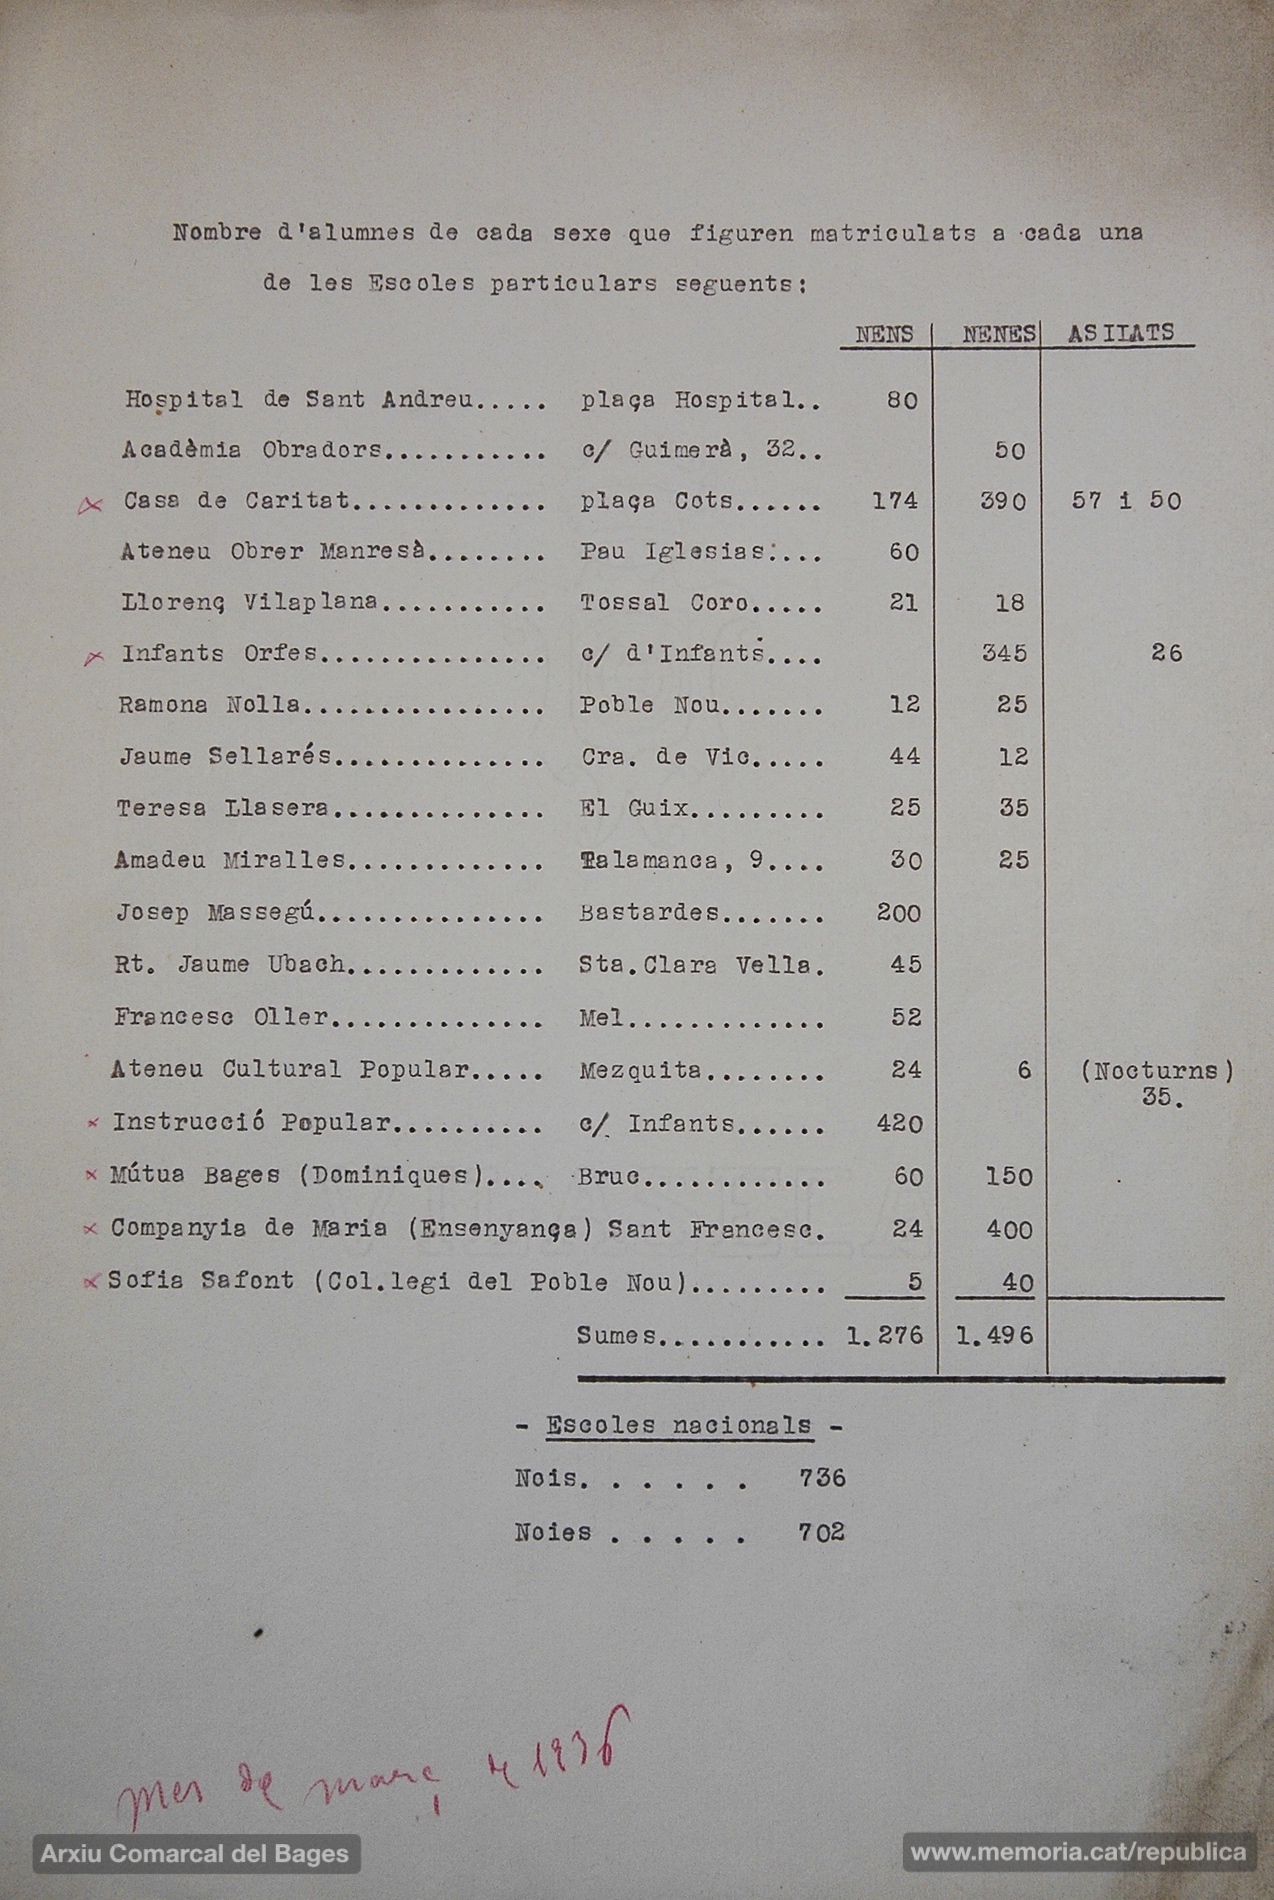 Nombre d'alumnes de cada sexe que figuren matriculats a cada una
de les Escoles particulars seguents:
NENS NENES ASILATS
Hospital de Sant Andreu..... plaça Hospital.. 80
Acadèmia Obradors........... c/ Guimerà, 32.. 50
Casa de Caritat............. plaça Cots...... 174 390 57 i 50
Ateneu Obrer Manresà........ Pau Iglesias.... 60
Llorenç Vilaplana........... Tossal Coro..... 21 18
Infants Orfes............... c/ d'Infants.... 345 26
Ramona Nolla................ Poble Nou....... 12 25
Jaume Sellarés.............. Cra. de Vic..... 44 12
Teresa Llasera.............. El Guix......... 25 35
Amadeu Miralles............. Talamanca, 9.... 30 25
Josep Massegú............... Bastardes....... 200
Rt. Jaume Ubach............. Sta.Clara Vella. 45
Francesc Oller.............. Mel............. 52
Ateneu Cultural Popular..... Mezquita........ 24 6 (Nocturns)
35.
Instrucció Popular.......... c/ Infants...... 420
Mútua Bages (Dominiques).... Bruc............ 60 150
Companyia de Maria (Ensenyança) Sant Francesc. 24 400
Sofia Safont (Col.legi del Poble Nou)......... 5 40
Sumes........... 1.276 1.496
- Escoles nacionals -
Nois. . . . . . 736
Noies . . . . . 702
mes de març de 1936
Arxiu Comarcal del Bages
www.memoria.cat/republica